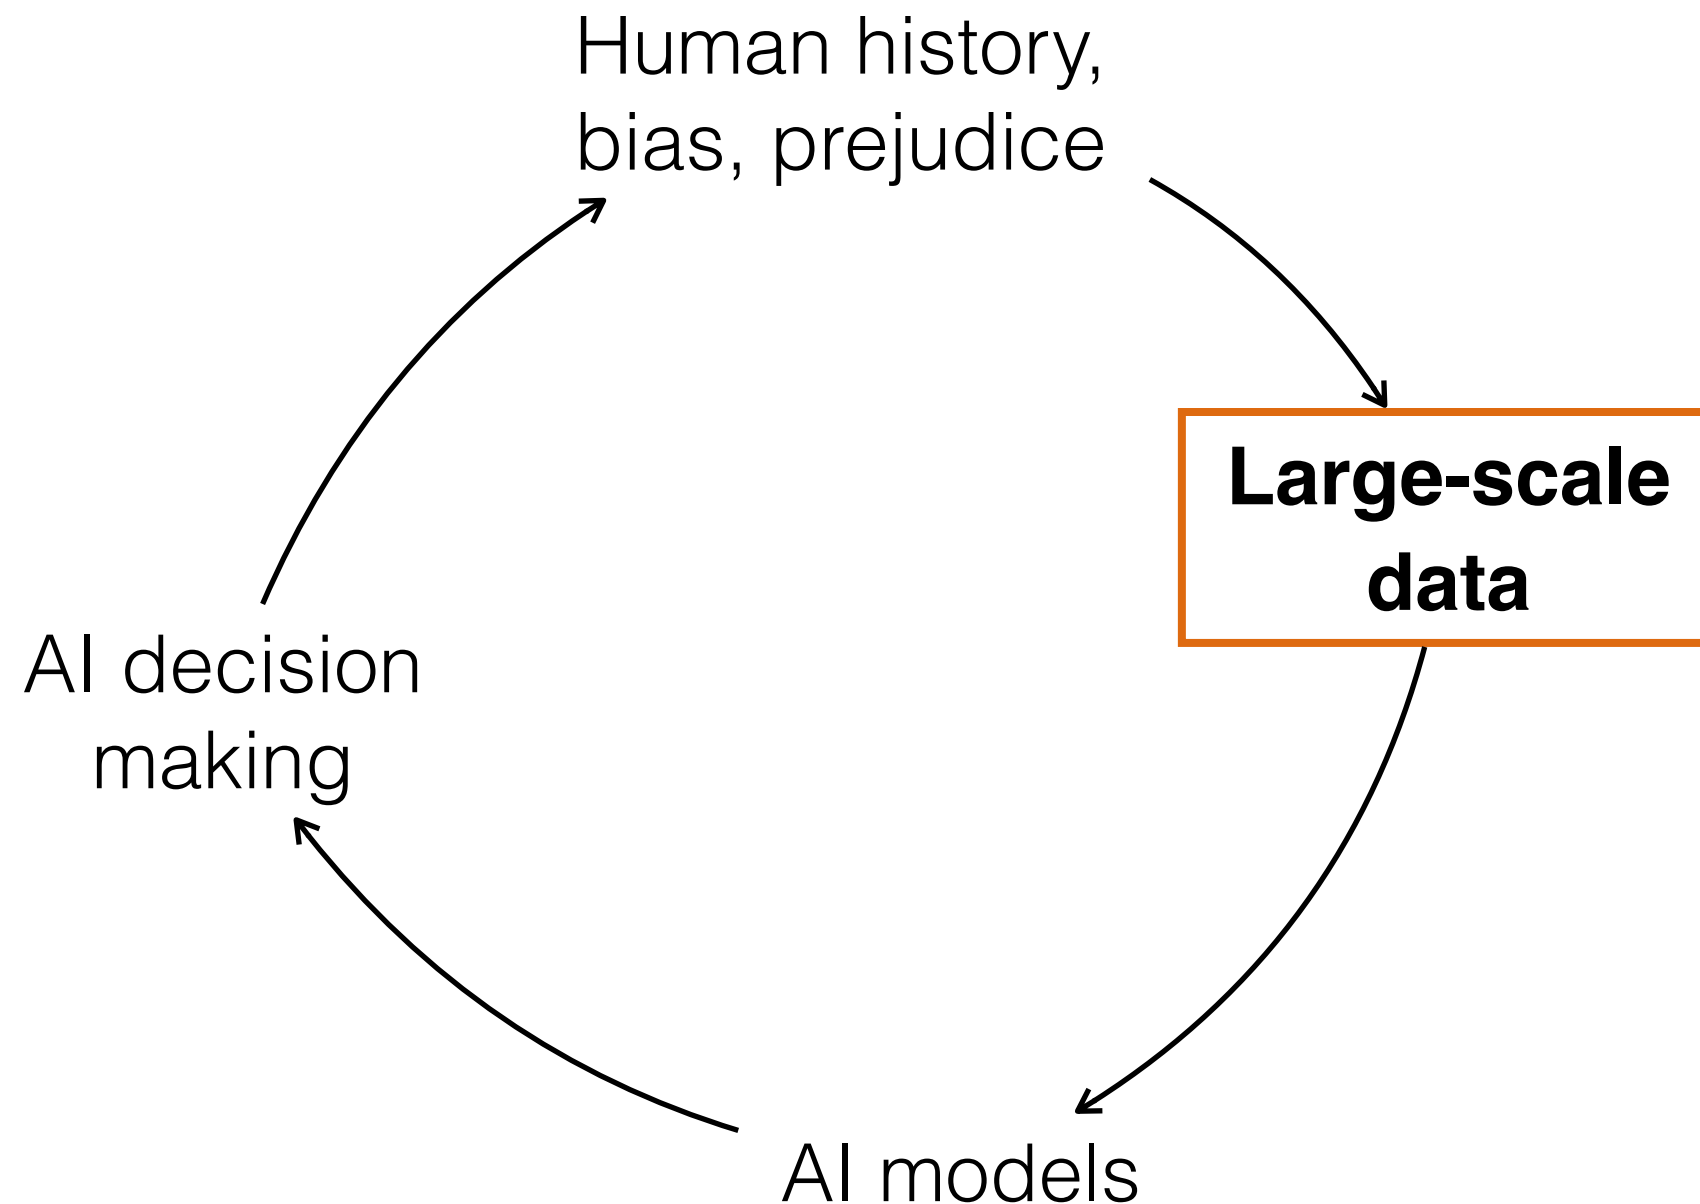 Human history,
bias, prejudice
Large-scale
data
AI decision
making
AI models